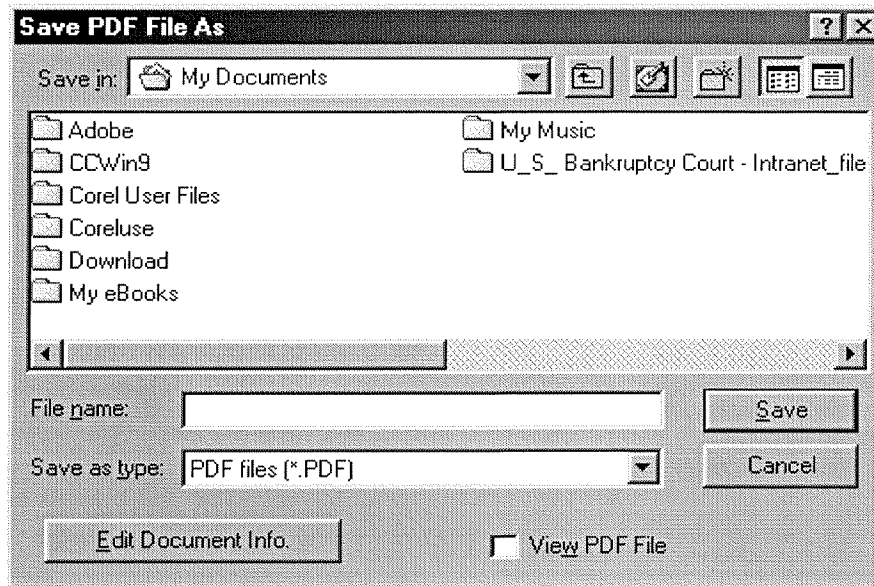 Save PDF File As
Save in: My Documents
Adobe
CCWin9
Corel User Files
Coreluse
Download
My eBooks
My Music
U_S_ Bankruptcy Court - Intranet_file
File name:
Save
Save as type: PDF files (*.PDF)
Cancel
Edit Document Info.
View PDF File